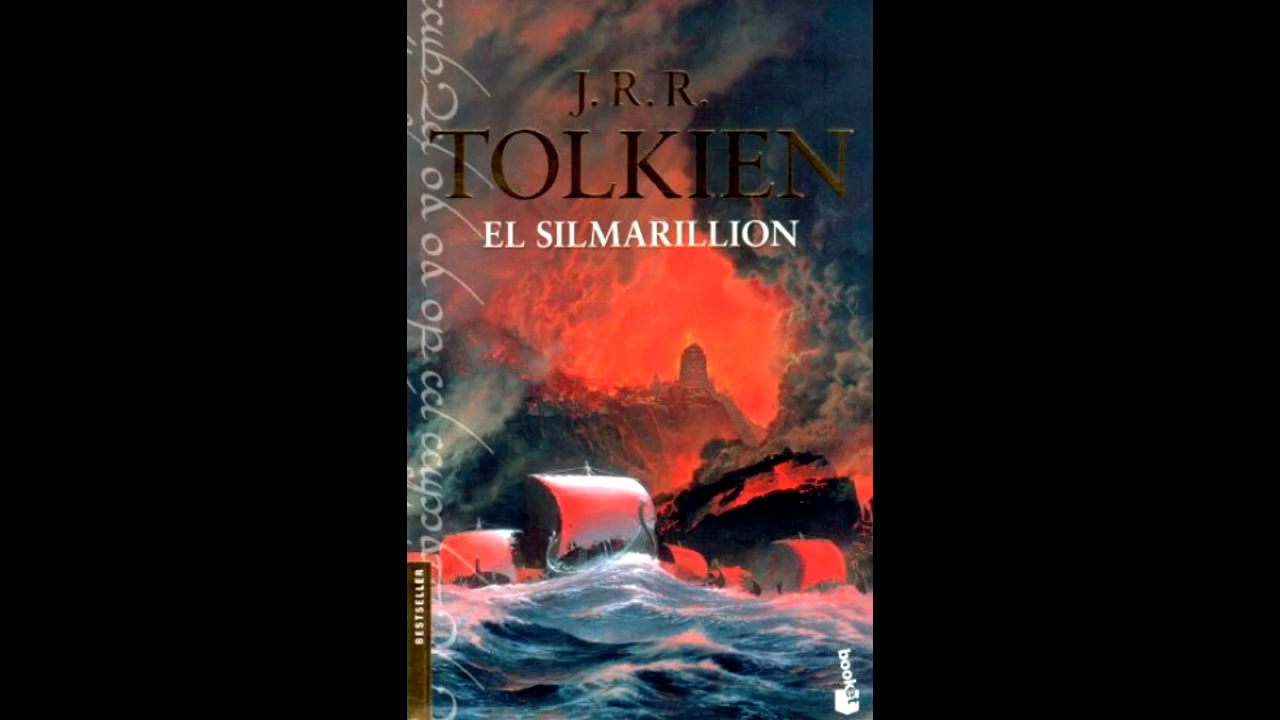 J. R. R.
TOLKIEN
EL SILMARILLION
BESTSELLER
booket